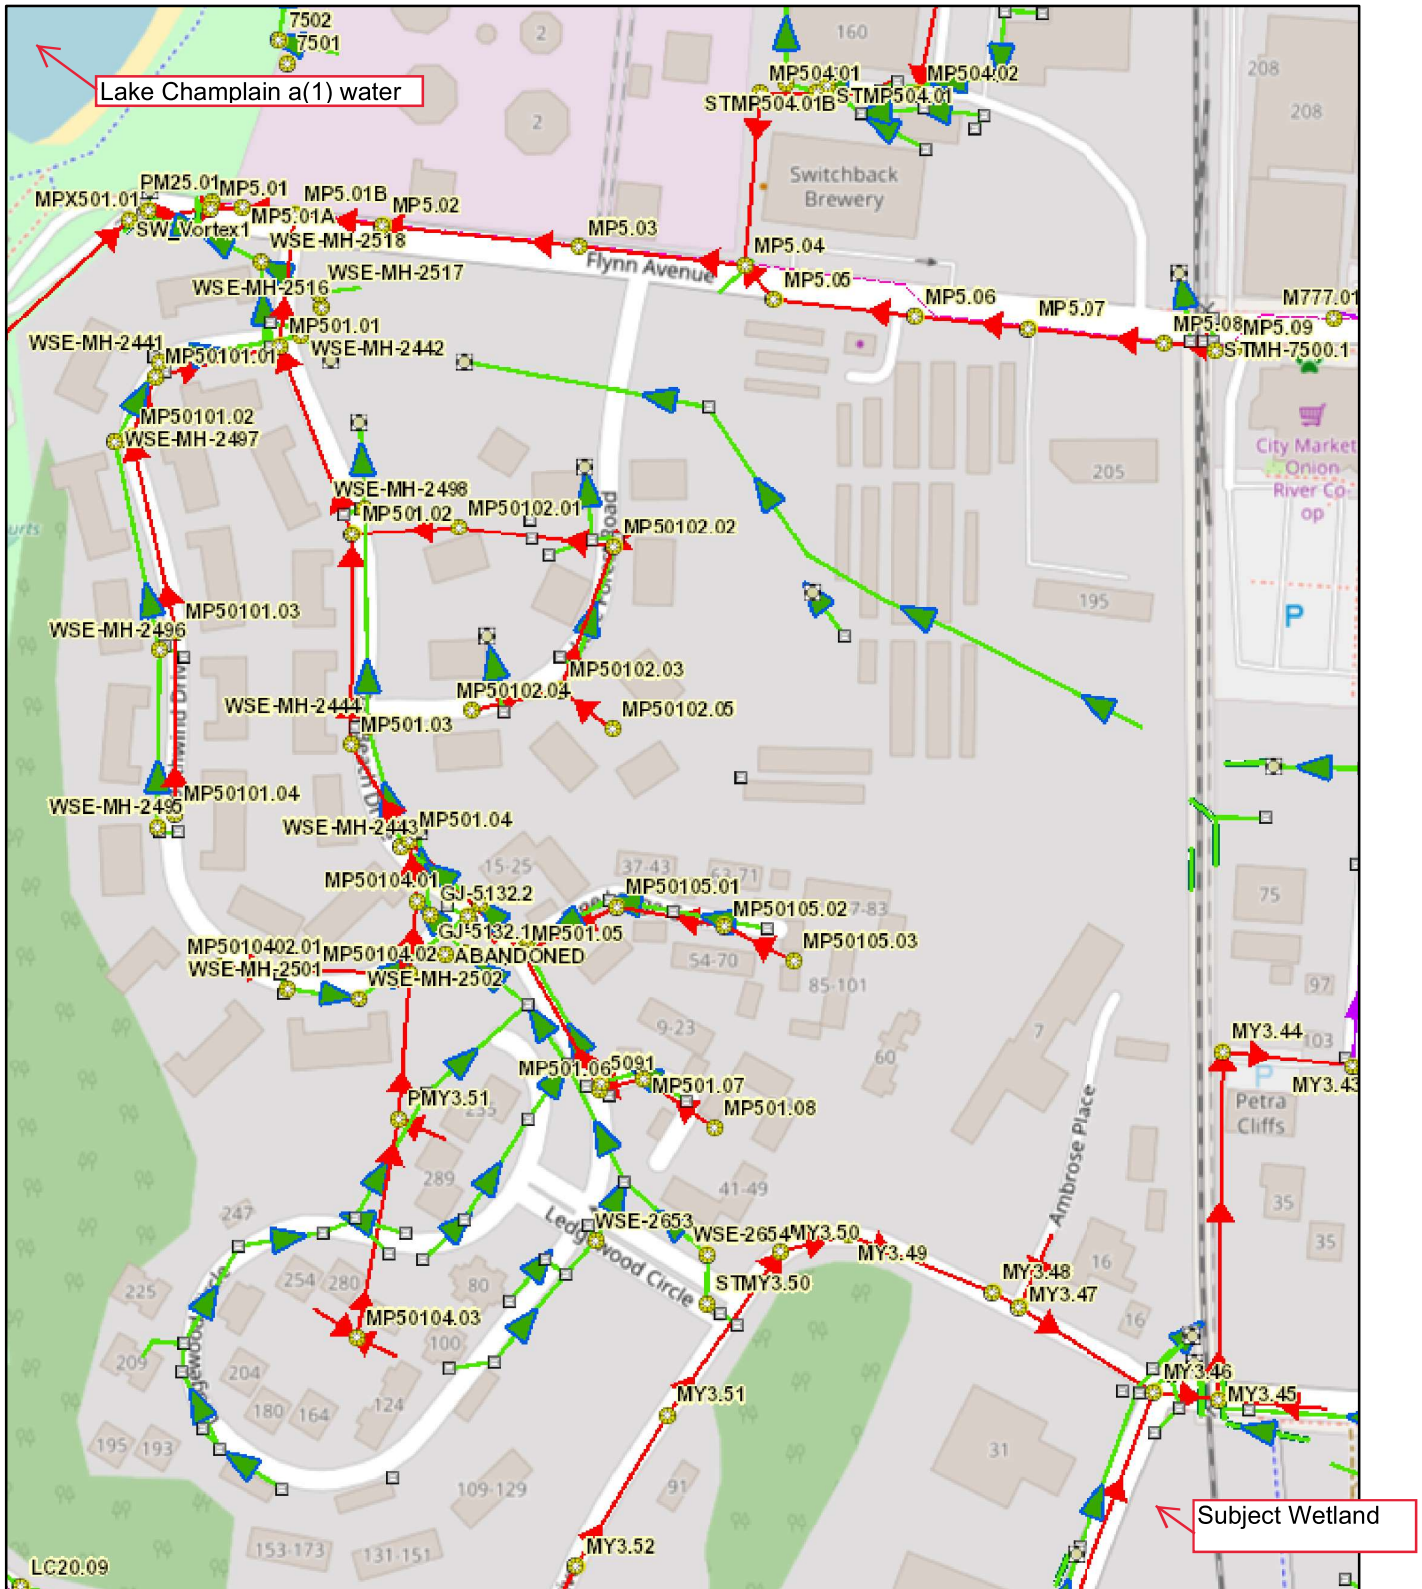 7502
7501
2
160
208
208
Lake Champlain a(1) water
MP504.01
MP504.02
STMP504.01B
STMP504.01
2
Switchback
Brewery
PM25.01
MP5.01
MP5.01B
MP5.02
MPX501.01
MP5.01A
SW_Vortex1
WSE-MH-2518
MP5.03
MP5.04
Flynn Avenue
WSE-MH-2517
WSE-MH-2516
MP5.05
MP5.06
MP5.07
M777.01
MP5.08
MP5.09
STMH-7500.1
MP501.01
WSE-MH-2441
MP50101.01
WSE-MH-2442
MP50101.02
WSE-MH-2497
City Market
Onion
River Co-
op
205
WSE-MH-2498
MP501.02
MP50102.01
MP50102.02
Road
urts
195
P
MP50101.03
WSE-MH-2496
MP50102.03
MP50102.04
MP50102.05
WSE-MH-2444
MP501.03
MP50101.04
WSE-MH-2495
WSE-MH-2443
MP501.04
15-25
37-43
63-71
MP50104.01
GJ-5132.2
MP50105.01
MP50105.02
7-83
75
GJ-5132.1
MP501.05
MP50105.03
MP5010402.01
MP50104.02
ABANDONED
WSE-MH-2501
WSE-MH-2502
54-70
85-101
97
9-23
7
60
MY3.44
103
MP501.06
5091
MP501.07
MY3.43
P
PMY3.51
MP501.08
Petra
Cliffs
Ambrose Place
289
41-49
35
247
WSE-2653
WSE-2654
MY3.50
MY3.49
35
Ledgewood Circle
16
254
280
80
STMY3.50
MY3.48
MY3.47
225
MP50104.03
16
100
209
204
MY3.46
MY3.45
MY3.51
124
180
164
195
193
31
109-129
91
Subject Wetland
153-173
131-151
MY3.52
LC20.09